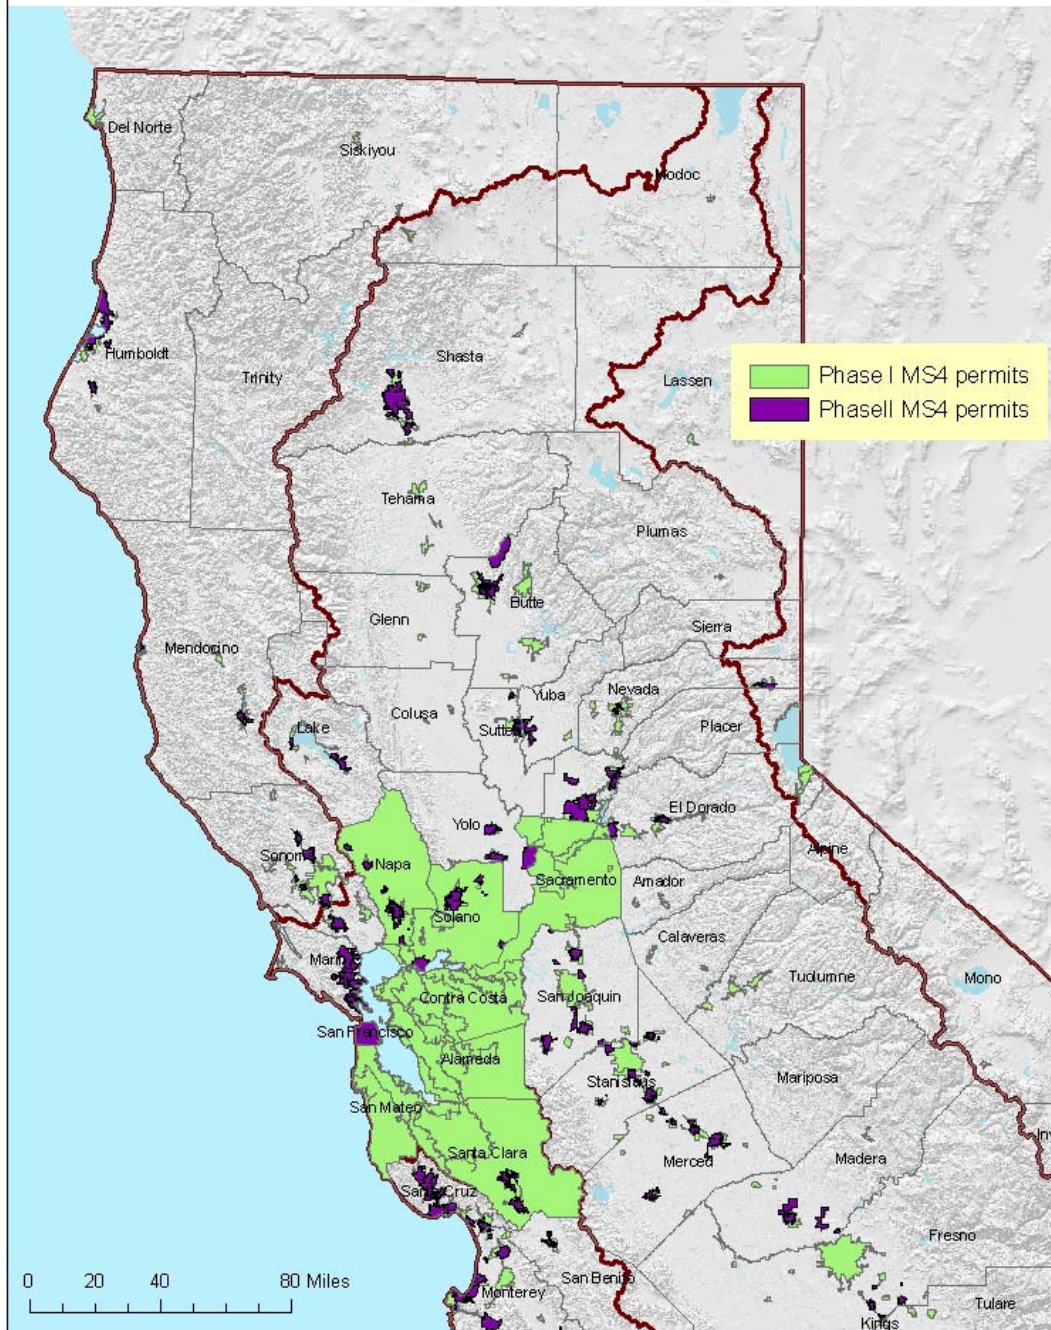 Del Norte
Siskiyou
Modoc
Humboldt
Trinity
Shasta
Lassen
Phase I MS4 permits
PhaseII MS4 permits
Tehama
Plumas
Glenn
Butte
Sierra
Mendocino
Colusa
Yuba
Nevada
Lake
Sutter
Placer
Yolo
El Dorado
Sonoma
Napa
Sacramento
Amador
Alpine
Solano
Calaveras
Marin
Contra Costa
San Joaquin
Tuolumne
Mono
San Francisco
Alameda
Stanislaus
Mariposa
San Mateo
Santa Clara
Merced
Madera
Santa Cruz
Fresno
San Benito
Monterey
Tulare
Kings
0 20 40 80 Miles